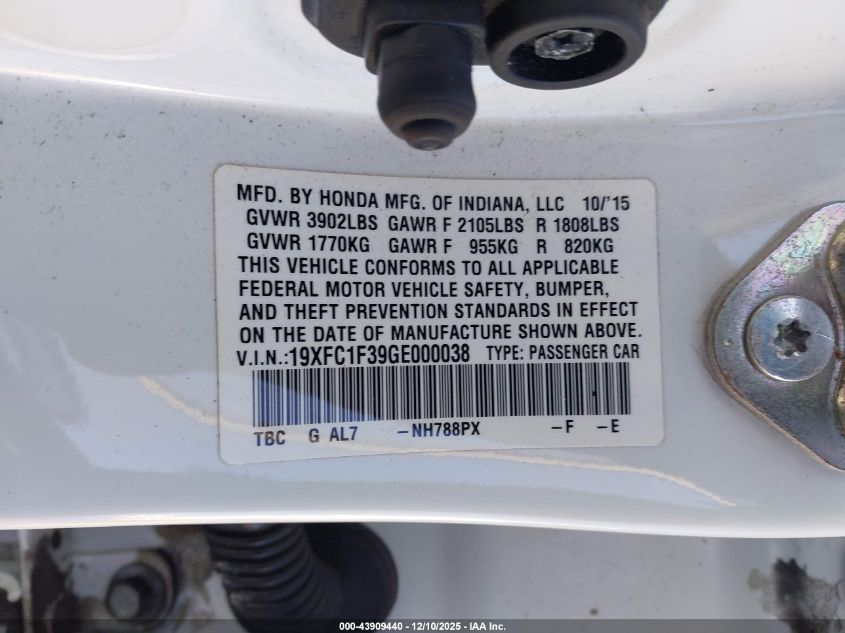 MFD. BY HONDA MFG. OF INDIANA, LLC 10/'15
GVWR 3902LBS GAWR F 2105LBS R 1808LBS
GVWR 1770KG GAWR F 955KG R 820KG
THIS VEHICLE CONFORMS TO ALL APPLICABLE
FEDERAL MOTOR VEHICLE SAFETY, BUMPER,
AND THEFT PREVENTION STANDARDS IN EFFECT
ON THE DATE OF MANUFACTURE SHOWN ABOVE.
V.I.N.:19XFC1F39GE000038 TYPE: PASSENGER CAR
TBC G AL7 -NH788PX -F -E
000-43909440 - 12/10/2025 - IAA Inc.